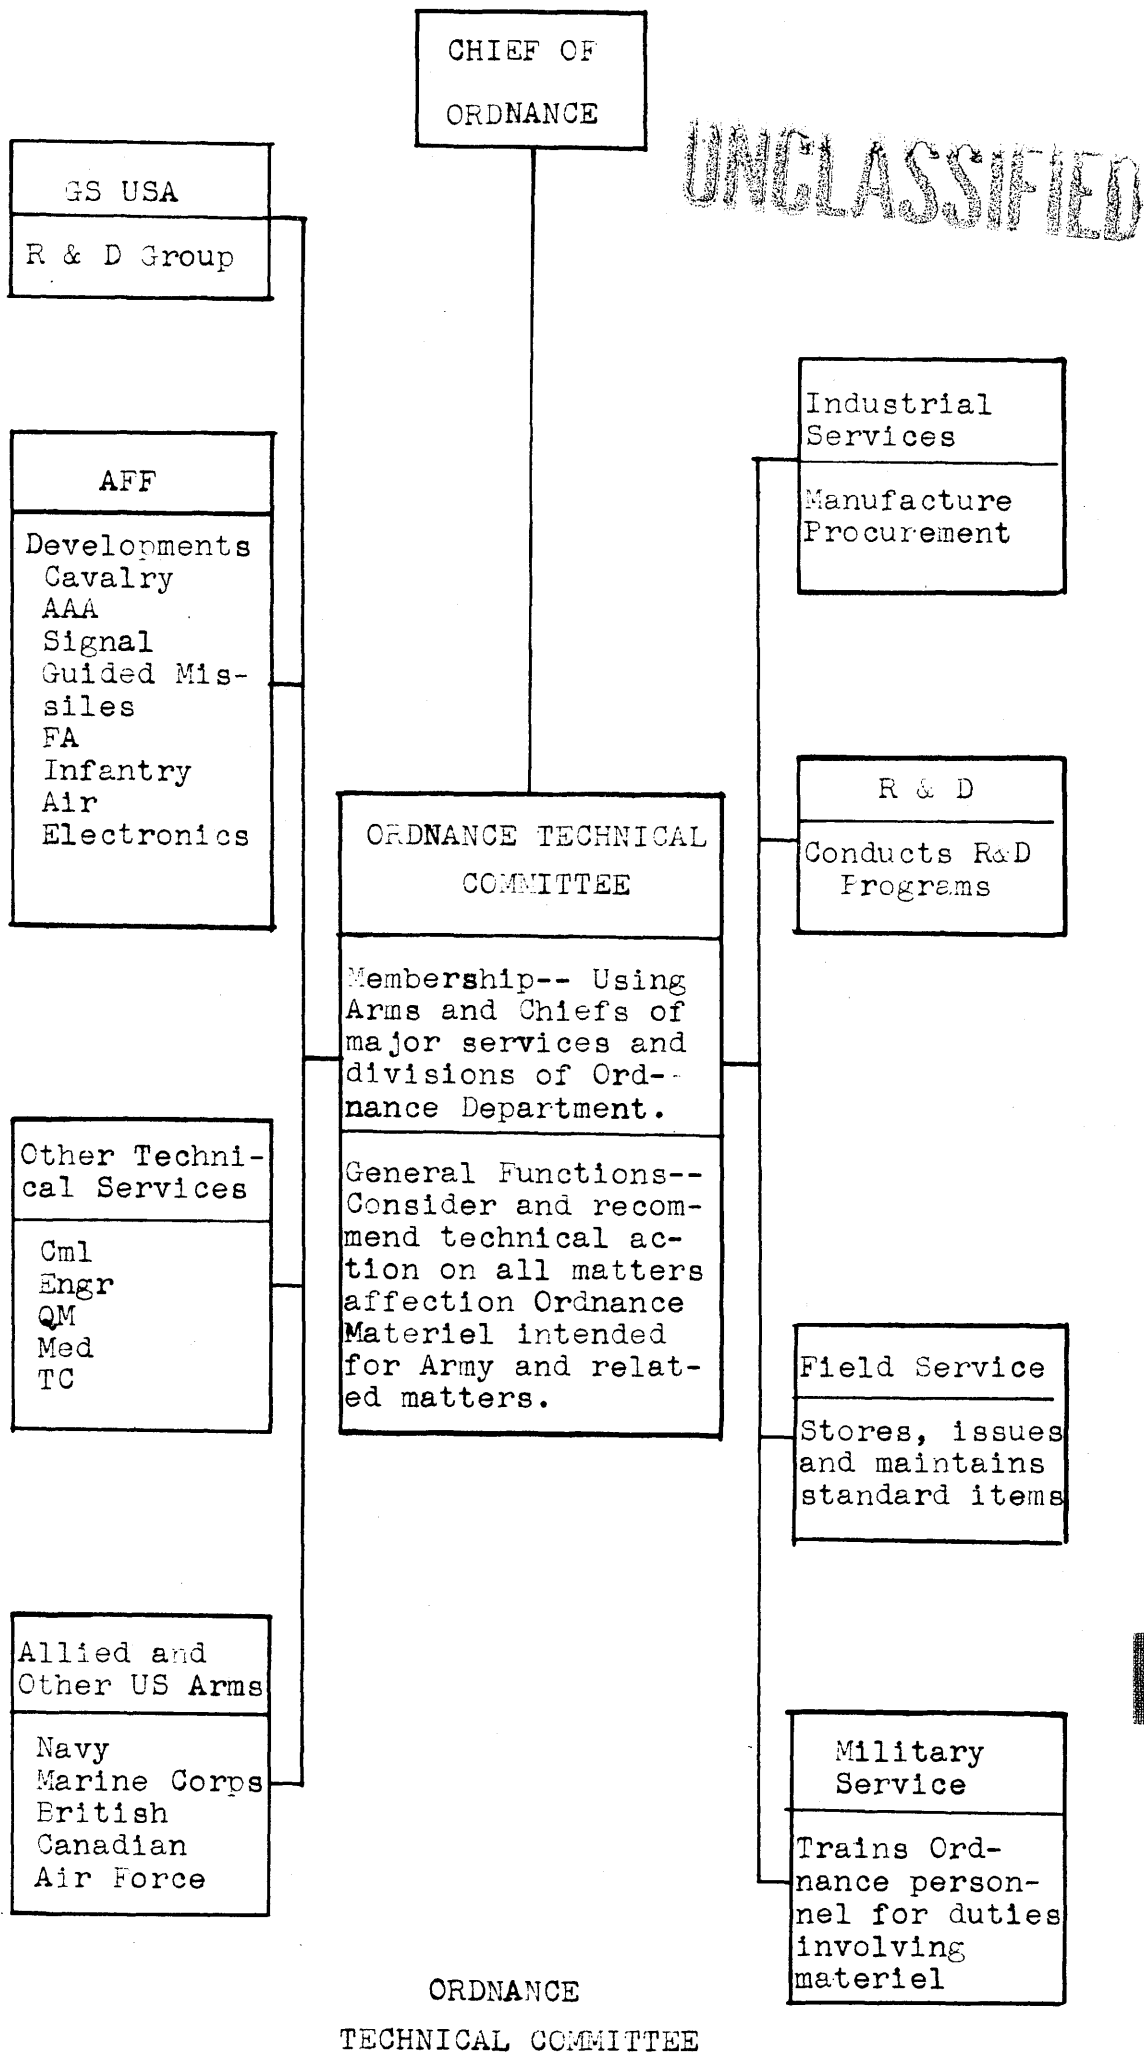 CHIEF OF
ORDNANCE
UNCLASSIFIED
GS USA
R & D Group
AFF
Developments
Cavalry
AAA
Signal
Guided Mis-
siles
FA
Infantry
Air
Electronics
Other Techni-
cal Services
Cml
Engr
QM
Med
TC
Allied and
Other US Arms
Navy
Marine Corps
British
Canadian
Air Force
ORDNANCE TECHNICAL
COMMITTEE
Membership-- Using
Arms and Chiefs of
major services and
divisions of Ord-
nance Department.
General Functions--
Consider and recom-
mend technical ac-
tion on all matters
affection Ordnance
Materiel intended
for Army and relat-
ed matters.
Industrial
Services
Manufacture
Procurement
R & D
Conducts R&D
Programs
Field Service
Stores, issues
and maintains
standard items
Military
Service
Trains Ord-
nance person-
nel for duties
involving
materiel
ORDNANCE
TECHNICAL COMMITTEE